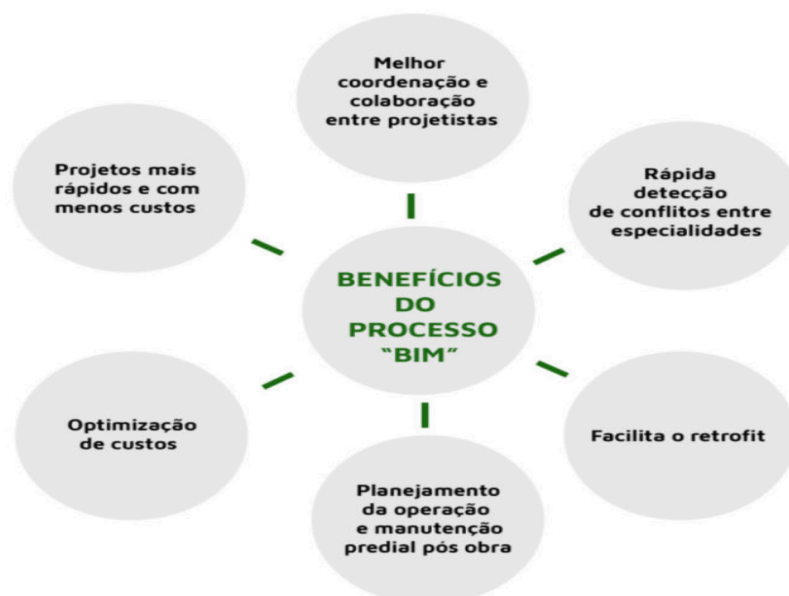 Melhor
coordenação e
colaboração
entre projetistas
Projetos mais
rápidos e com
menos custos
Rápida
detecção
de conflitos entre
especialidades
BENEFÍCIOS
DO
PROCESSO
“BIM”
Optimização
de custos
Facilita o retrofit
Planejamento
da operação
e manutenção
predial pós obra